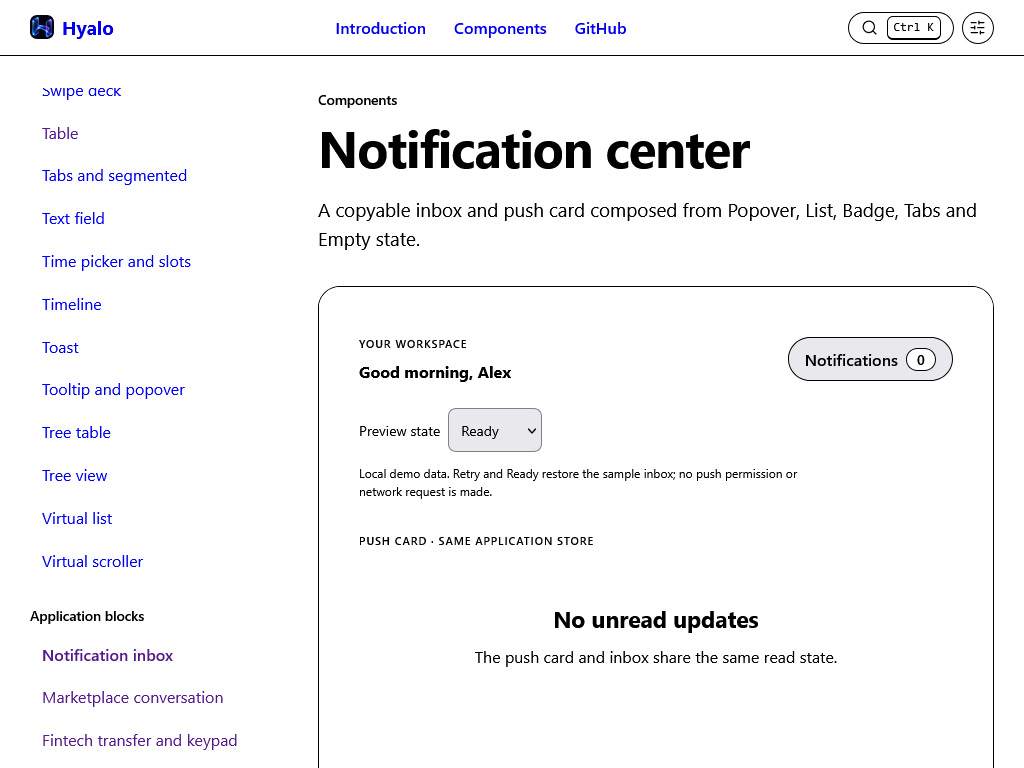 Hyalo
Introduction
Components
GitHub
Ctrl K
Swipe deck
Table
Tabs and segmented
Text field
Time picker and slots
Timeline
Toast
Tooltip and popover
Tree table
Tree view
Virtual list
Virtual scroller
Application blocks
Notification inbox
Marketplace conversation
Fintech transfer and keypad
Components
Notification center
A copyable inbox and push card composed from Popover, List, Badge, Tabs and
Empty state.
YOUR WORKSPACE
Good morning, Alex
Notifications 0
Preview state Ready
Local demo data. Retry and Ready restore the sample inbox; no push permission or
network request is made.
PUSH CARD · SAME APPLICATION STORE
No unread updates
The push card and inbox share the same read state.